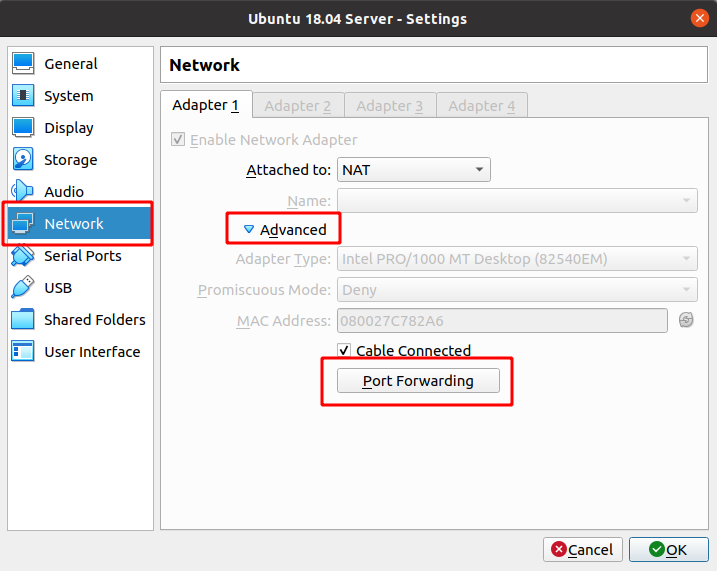 Ubuntu 18.04 Server - Settings
General
System
Display
Storage
Audio
Network
Serial Ports
USB
Shared Folders
User Interface
Network
Adapter 1 Adapter 2 Adapter 3 Adapter 4
Enable Network Adapter
Attached to: NAT
Name:
Advanced
Adapter Type: Intel PRO/1000 MT Desktop (82540EM)
Promiscuous Mode: Deny
MAC Address: 080027C782A6
Cable Connected
Port Forwarding
Cancel OK